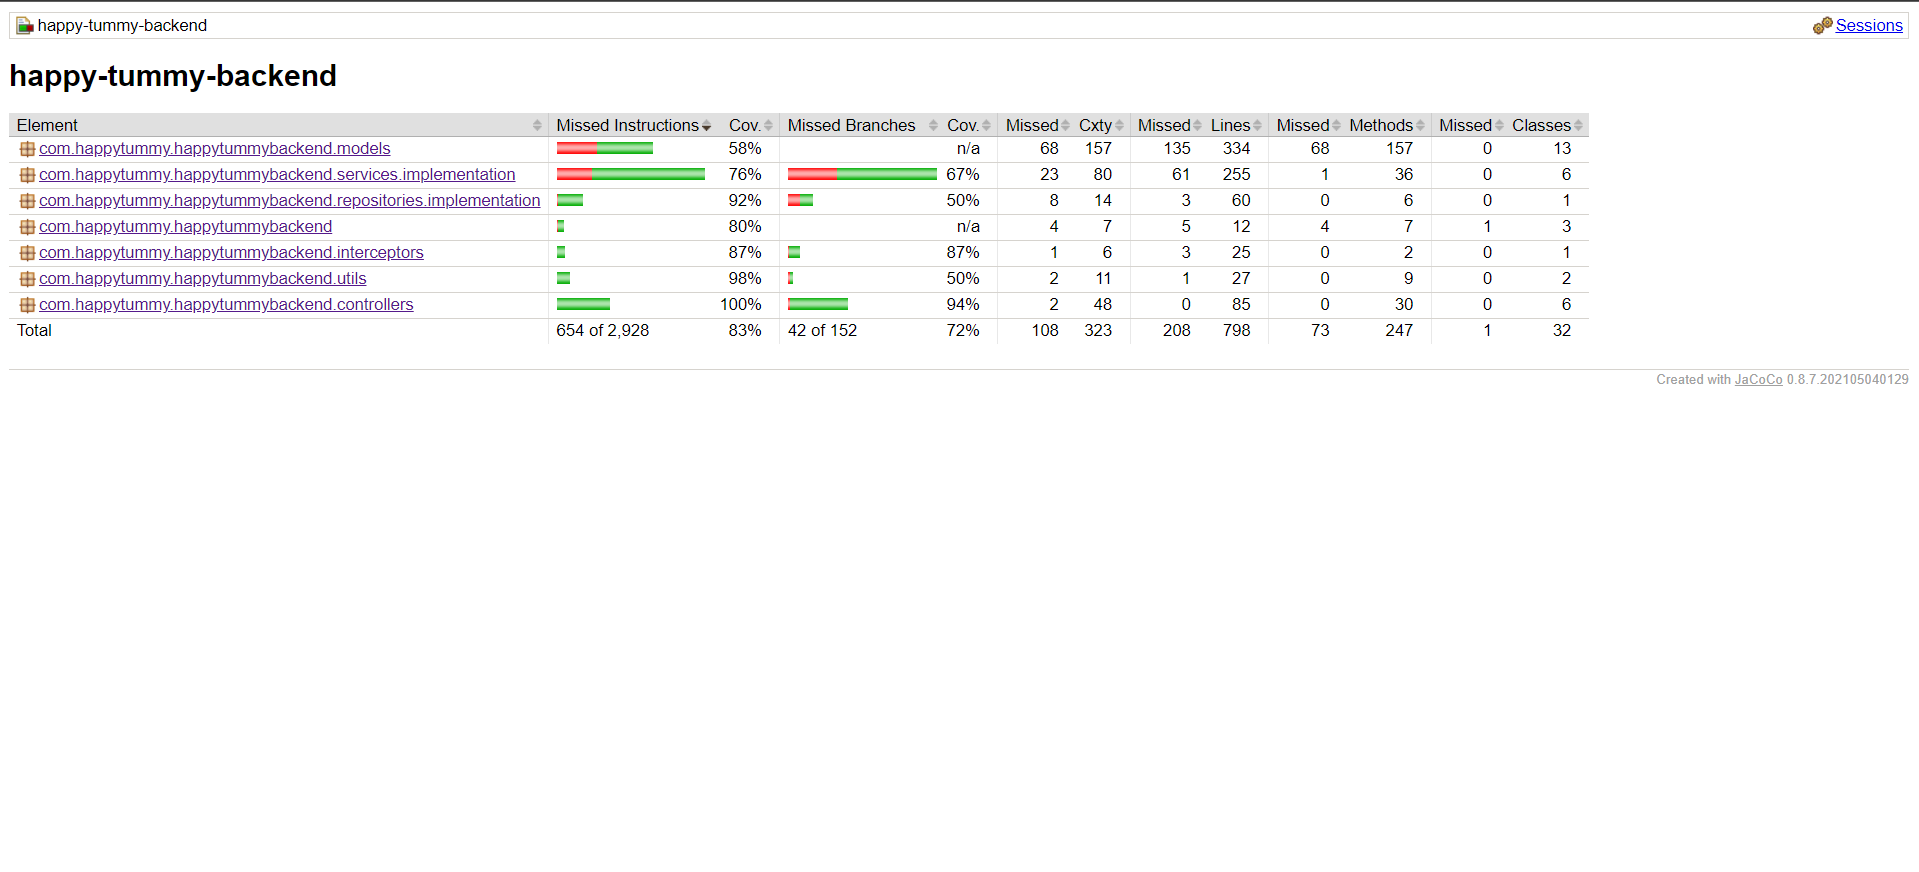 happy-tummy-backend Sessions
happy-tummy-backend
Element Missed Instructions Cov. Missed Branches Cov. Missed Cxty Missed Lines Missed Methods Missed Classes
com.happytummy.happytummybackend.models 58% n/a 68 157 135 334 68 157 0 13
com.happytummy.happytummybackend.services.implementation 76% 67% 23 80 61 255 1 36 0 6
com.happytummy.happytummybackend.repositories.implementation 92% 50% 8 14 3 60 0 6 0 1
com.happytummy.happytummybackend 80% n/a 4 7 5 12 4 7 1 3
com.happytummy.happytummybackend.interceptors 87% 87% 1 6 3 25 0 2 0 1
com.happytummy.happytummybackend.utils 98% 50% 2 11 1 27 0 9 0 2
com.happytummy.happytummybackend.controllers 100% 94% 2 48 0 85 0 30 0 6
Total 654 of 2,928 83% 42 of 152 72% 108 323 208 798 73 247 1 32
Created with JaCoCo 0.8.7.202105040129